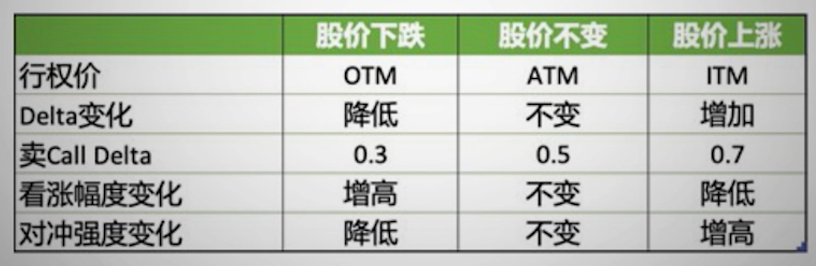 股价下跌 股价不变 股价上涨
行权价 OTM ATM ITM
Delta变化 降低 不变 增加
卖Call Delta 0.3 0.5 0.7
看涨幅度变化 增高 不变 降低
对冲强度变化 降低 不变 增高